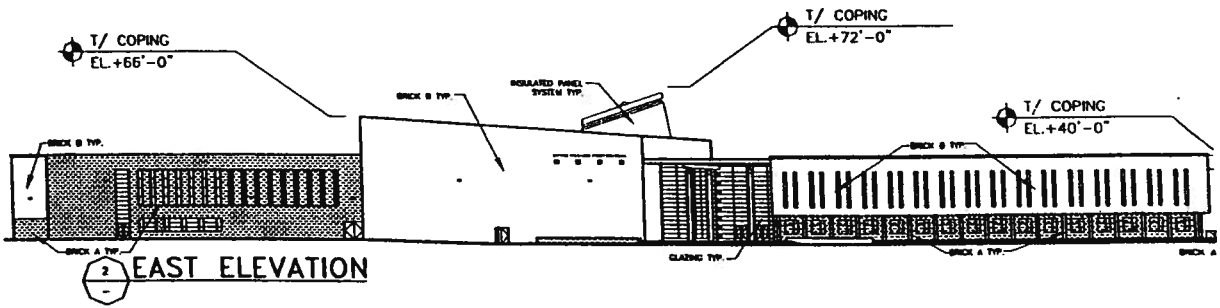 T/ COPING
EL.+72'-0"
T/ COPING
EL.+66'-0"
INSULATED PANEL
SYSTEM TYP.
BRICK B TYP.
T/ COPING
EL.+40'-0"
BRICK B TYP.
BRICK B TYP.
BRICK A TYP.
GLAZING TYP.
BRICK A TYP.
BRICK A
2
EAST ELEVATION
-